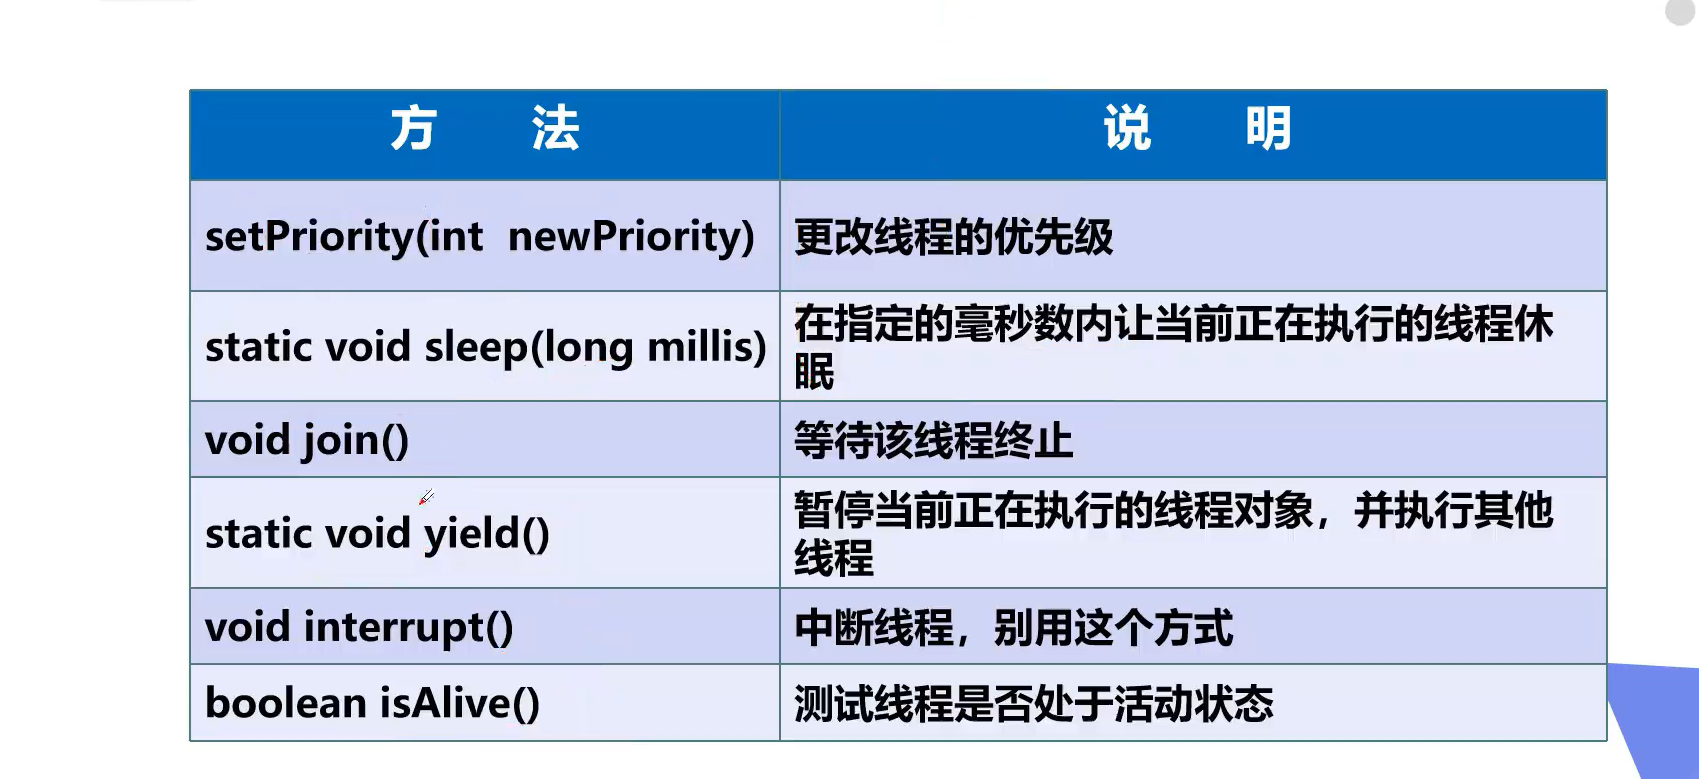 方 法
说 明
setPriority(int newPriority)
更改线程的优先级
static void sleep(long millis)
在指定的毫秒数内让当前正在执行的线程休
眠
void join()
等待该线程终止
static void yield()
暂停当前正在执行的线程对象，并执行其他
线程
void interrupt()
中断线程，别用这个方式
boolean isAlive()
测试线程是否处于活动状态